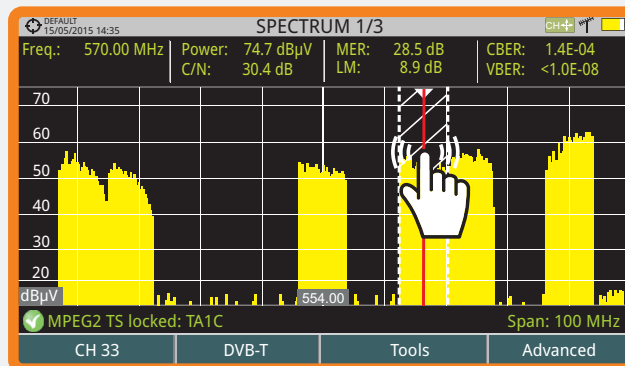 DEFAULT
15/05/2015 14:35
SPECTRUM 1/3
CH
Freq.: 570.00 MHz
Power: 74.7 dBµV
MER: 28.5 dB
CBER: 1.4E-04
C/N: 30.4 dB
LM: 8.9 dB
VBER: <1.0E-08
70
60
50
40
30
20
dBµV
554.00
MPEG2 TS locked: TA1C
Span: 100 MHz
CH 33
DVB-T
Tools
Advanced